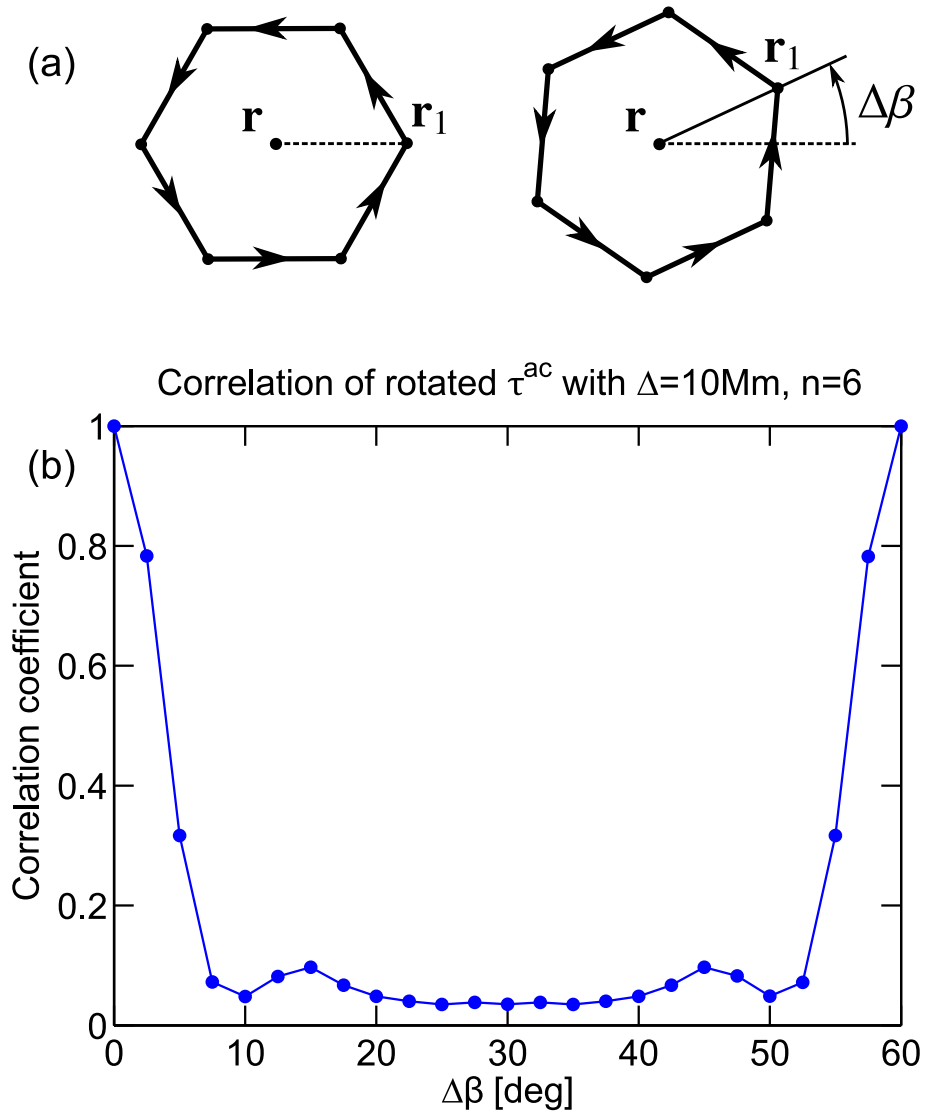 (a)
r
r₁
r
r₁
Δβ
Correlation of rotated τᵃᶜ with Δ=10Mm, n=6
(b)
Correlation coefficient
1
0.8
0.6
0.4
0.2
0
0 10 20 30 40 50 60
Δβ [deg]